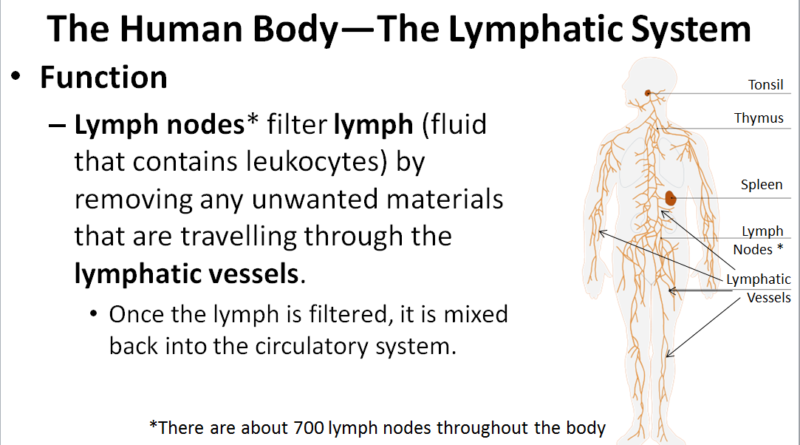 The Human Body—The Lymphatic System
• Function
– Lymph nodes* filter lymph (fluid
that contains leukocytes) by
removing any unwanted materials
that are travelling through the
lymphatic vessels.
• Once the lymph is filtered, it is mixed
back into the circulatory system.
Tonsil
Thymus
Spleen
Lymph
Nodes *
Lymphatic
Vessels
*There are about 700 lymph nodes throughout the body